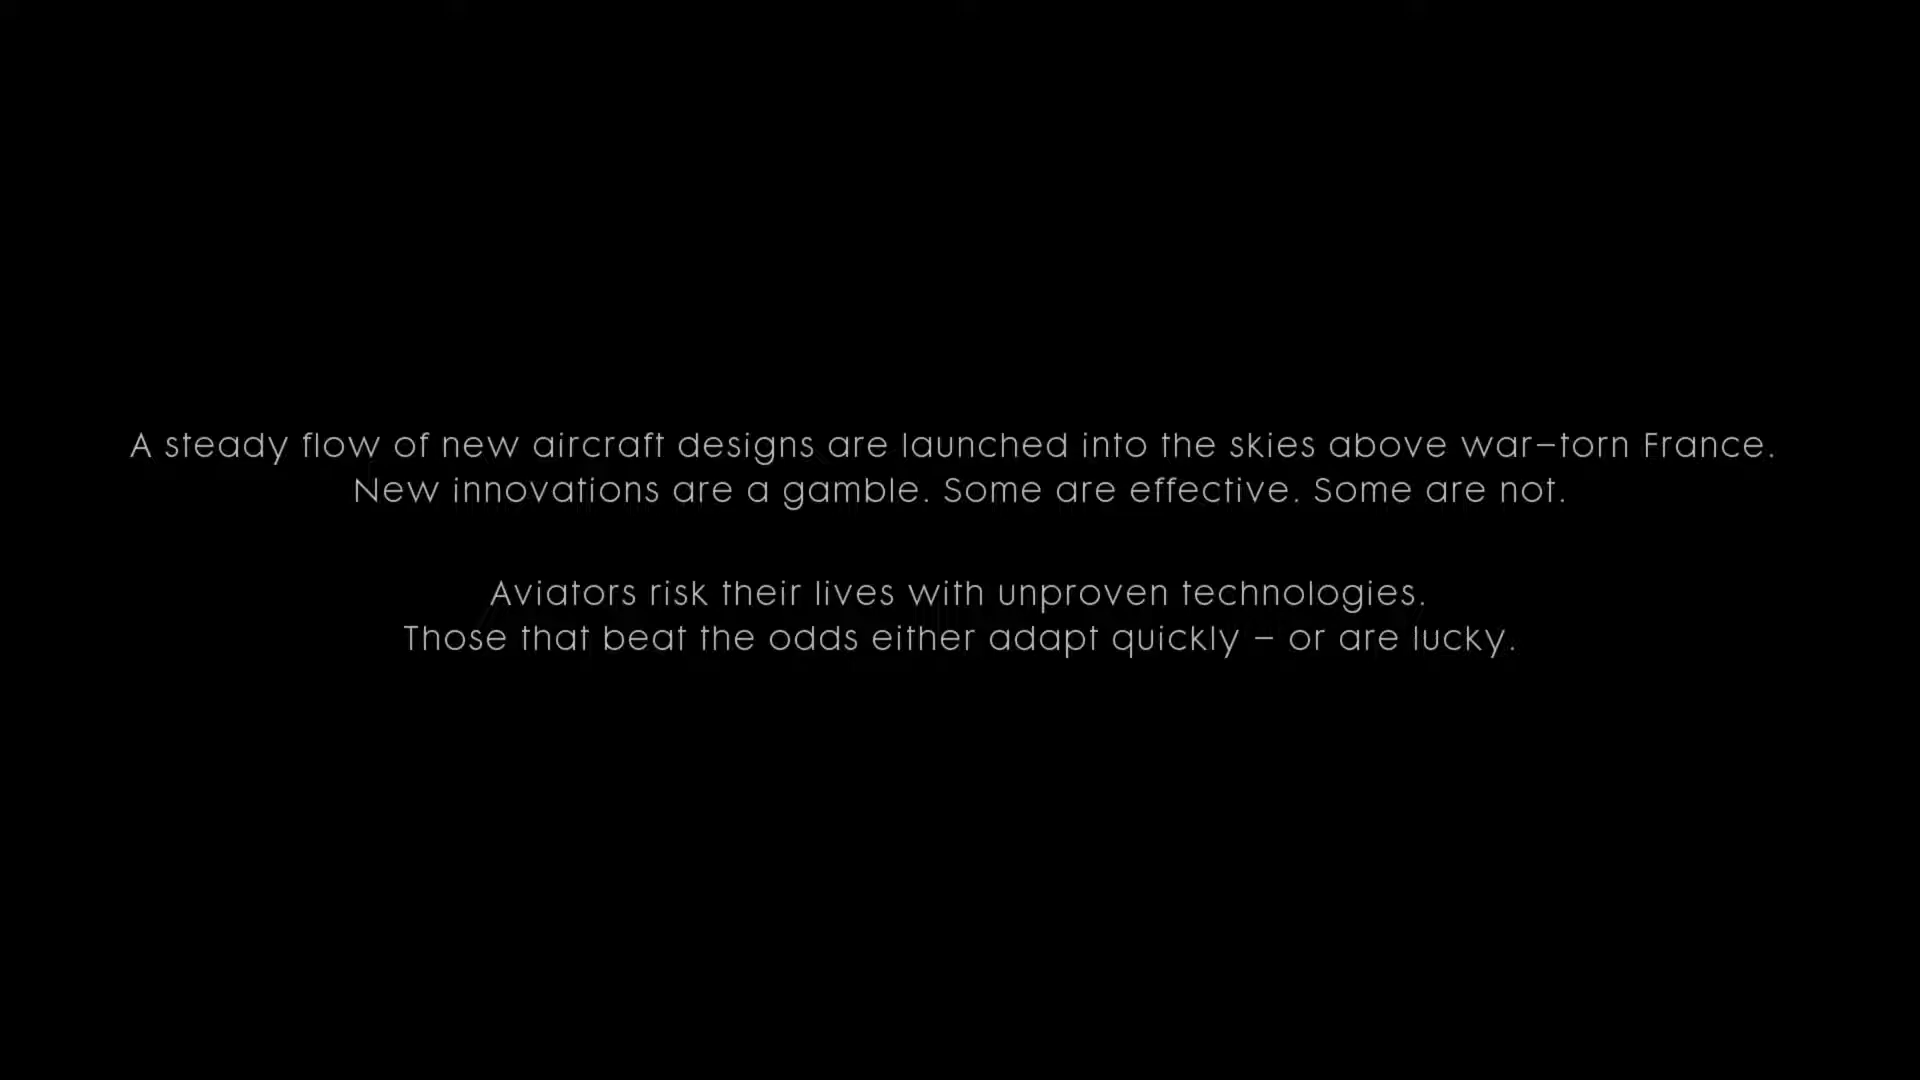 A steady flow of new aircraft designs are launched into the skies above war–torn France.
New innovations are a gamble. Some are effective. Some are not.
Aviators risk their lives with unproven technologies.
Those that beat the odds either adapt quickly – or are lucky.